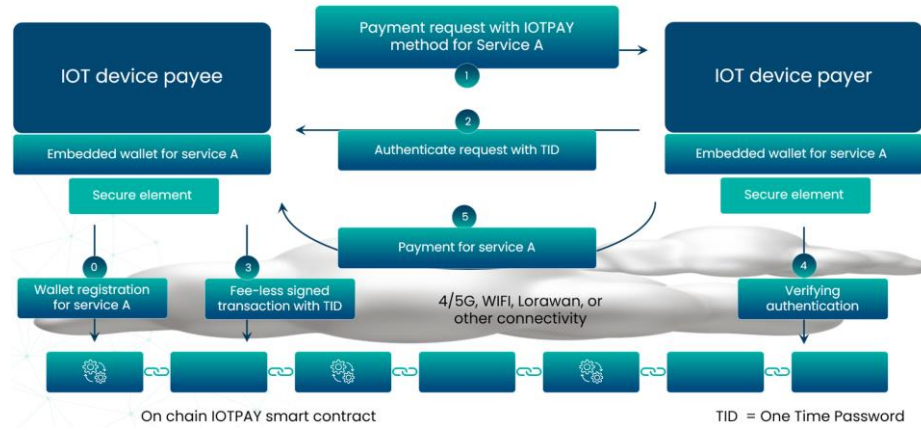 Payment request with IOTPAY
method for Service A
1
IOT device payee
IOT device payer
2
Authenticate request with TID
Embedded wallet for service A
Embedded wallet for service A
Secure element
Secure element
5
Payment for service A
0
Wallet registration
for service A
3
Fee-less signed
transaction with TID
4
Verifying
authentication
4/5G, WIFI, Lorawan, or
other connectivity
On chain IOTPAY smart contract
TID = One Time Password